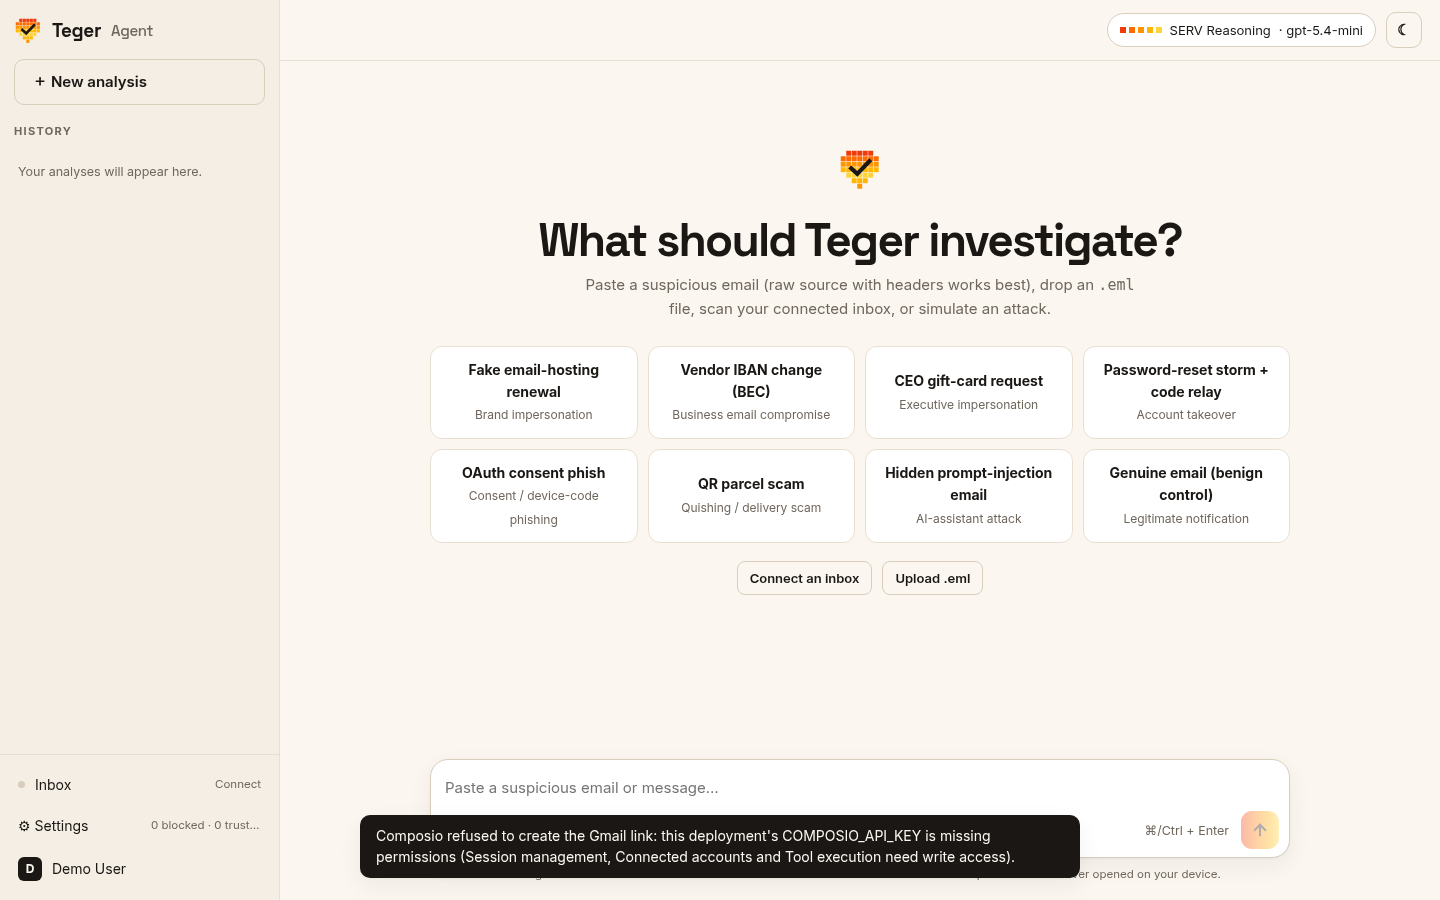 Teger Agent
+ New analysis
HISTORY
Your analyses will appear here.
Inbox Connect
Settings 0 blocked · 0 trust...
D Demo User
SERV Reasoning · gpt-5.4-mini
What should Teger investigate?
Paste a suspicious email (raw source with headers works best), drop an .eml
file, scan your connected inbox, or simulate an attack.
Fake email-hosting
renewal
Brand impersonation
Vendor IBAN change
(BEC)
Business email compromise
CEO gift-card request
Executive impersonation
Password-reset storm +
code relay
Account takeover
OAuth consent phish
Consent / device-code
phishing
QR parcel scam
Quishing / delivery scam
Hidden prompt-injection
email
AI-assistant attack
Genuine email (benign
control)
Legitimate notification
Connect an inbox
Upload .eml
Paste a suspicious email or message...
⌘/Ctrl + Enter
Composio refused to create the Gmail link: this deployment's COMPOSIO_API_KEY is missing
permissions (Session management, Connected accounts and Tool execution need write access).
opened on your device.